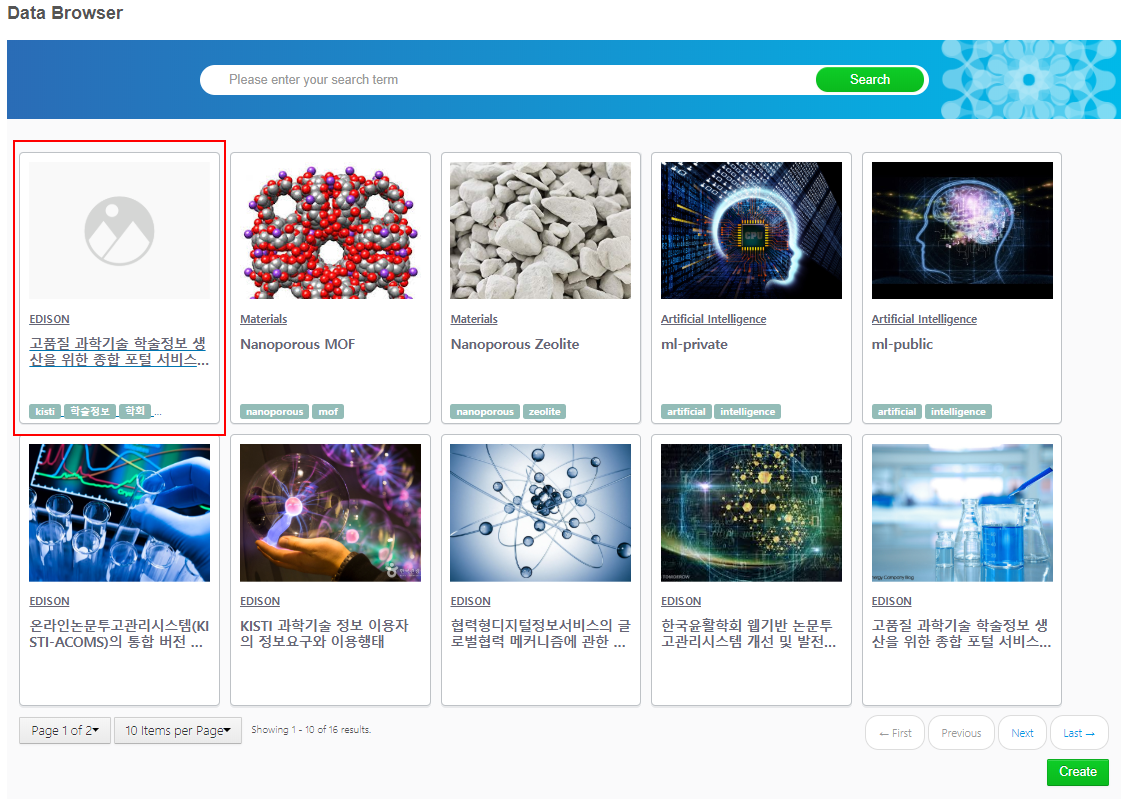 Data Browser
Please enter your search term
Search
EDISON
고품질 과학기술 학술정보 생
산을 위한 종합 포털 서비스...
kisti 학술정보 학회 ...
Materials
Nanoporous MOF
nanoporous mof
Materials
Nanoporous Zeolite
nanoporous zeolite
CPU
Artificial Intelligence
ml-private
artificial intelligence
Artificial Intelligence
ml-public
artificial intelligence
EDISON
온라인논문투고관리시스템(KI
STI-ACOMS)의 통합 버전 ...
EDISON
KISTI 과학기술 정보 이용자
의 정보요구와 이용행태
EDISON
협력형디지털정보서비스의 글
로벌협력 메커니즘에 관한 ...
TOMORROW
EDISON
한국윤활학회 웹기반 논문투
고관리시스템 개선 및 발전...
EDISON
고품질 과학기술 학술정보 생
산을 위한 종합 포털 서비스...
Page 1 of 2
10 Items per Page
Showing 1 - 10 of 16 results.
← First
Previous
Next
Last →
Create